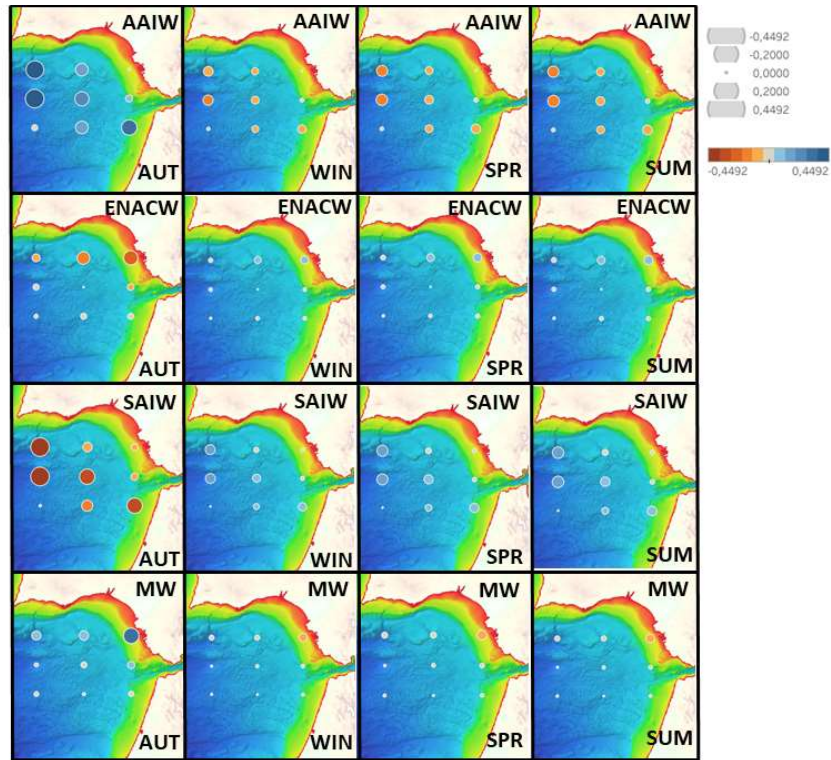 AAIW AAIW AAIW AAIW
AUT WIN SPR SUM
ENACW ENACW ENACW ENACW
AUT WIN SPR SUM
SAIW SAIW SAIW SAIW
AUT WIN SPR SUM
MW MW MW MW
AUT WIN SPR SUM
-0,4492
-0,2000
0,0000
0,2000
0,4492
-0,4492 0,4492